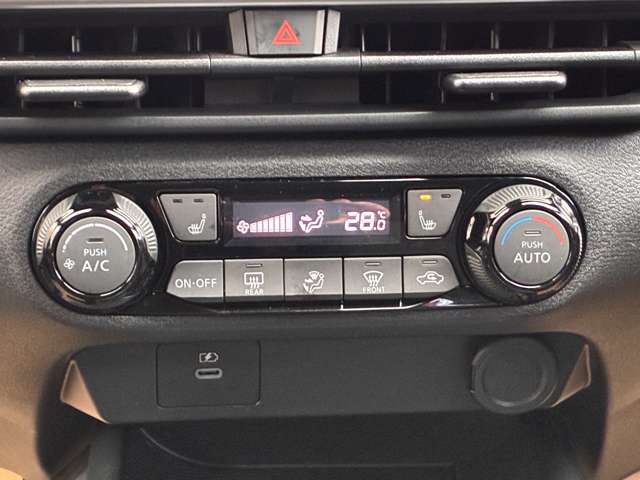 28.0 °C
PUSH
A/C
PUSH
AUTO
ON·OFF
REAR
FRONT